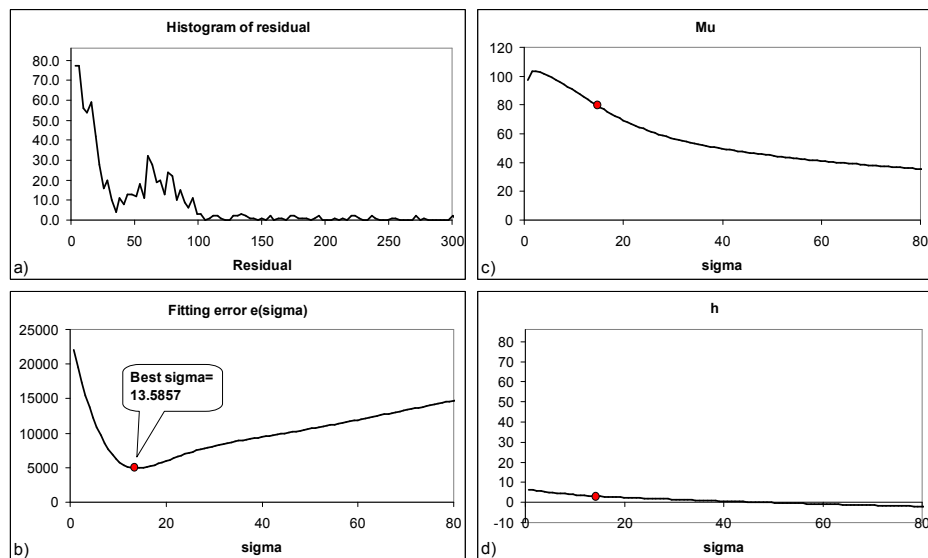 Histogram of residual
80.0
70.0
60.0
50.0
40.0
30.0
20.0
10.0
0.0
0 50 100 150 200 250 300
Residual
a)
Mu
120
100
80
60
40
20
0
0 20 40 60 80
sigma
c)
Fitting error e(sigma)
25000
20000
15000
10000
5000
0
Best sigma=
13.5857
0 20 40 60 80
sigma
b)
h
80
70
60
50
40
30
20
10
0
-10
0 20 40 60 80
sigma
d)